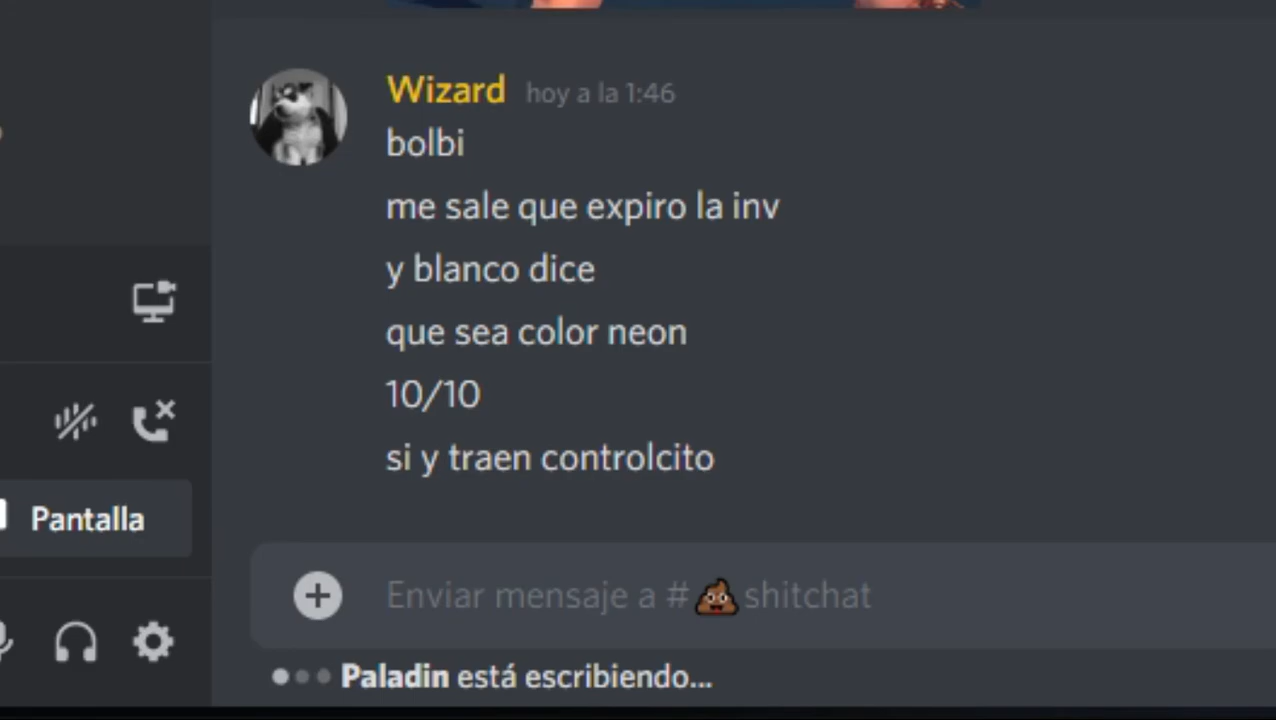 Wizard hoy a la 1:46
bolbi
me sale que expiro la inv
y blanco dice
que sea color neon
10/10
si y traen controlcito
Pantalla
Enviar mensaje a #💩shitchat
Paladin está escribiendo...